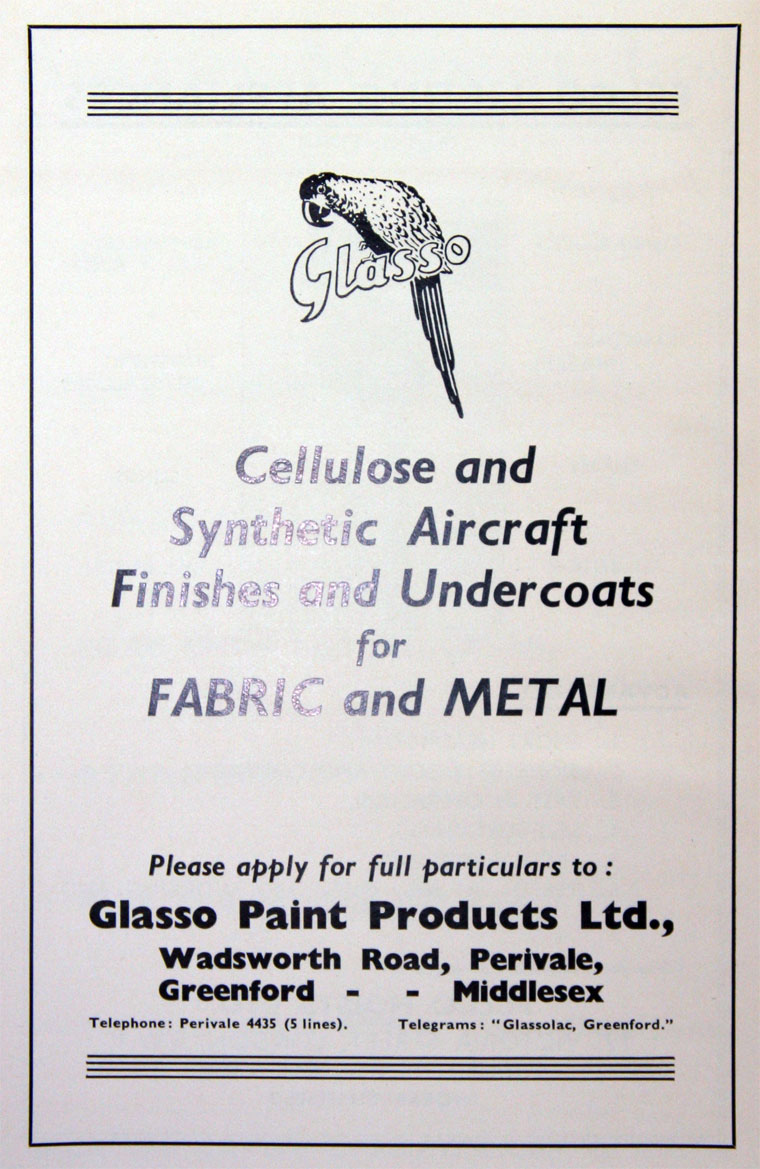 Glasso
Cellulose and
Synthetic Aircraft
Finishes and Undercoats
for
FABRIC and METAL
Please apply for full particulars to :
Glasso Paint Products Ltd.,
Wadsworth Road, Perivale,
Greenford - - Middlesex
Telephone: Perivale 4435 (5 lines). Telegrams: "Glassolac, Greenford."